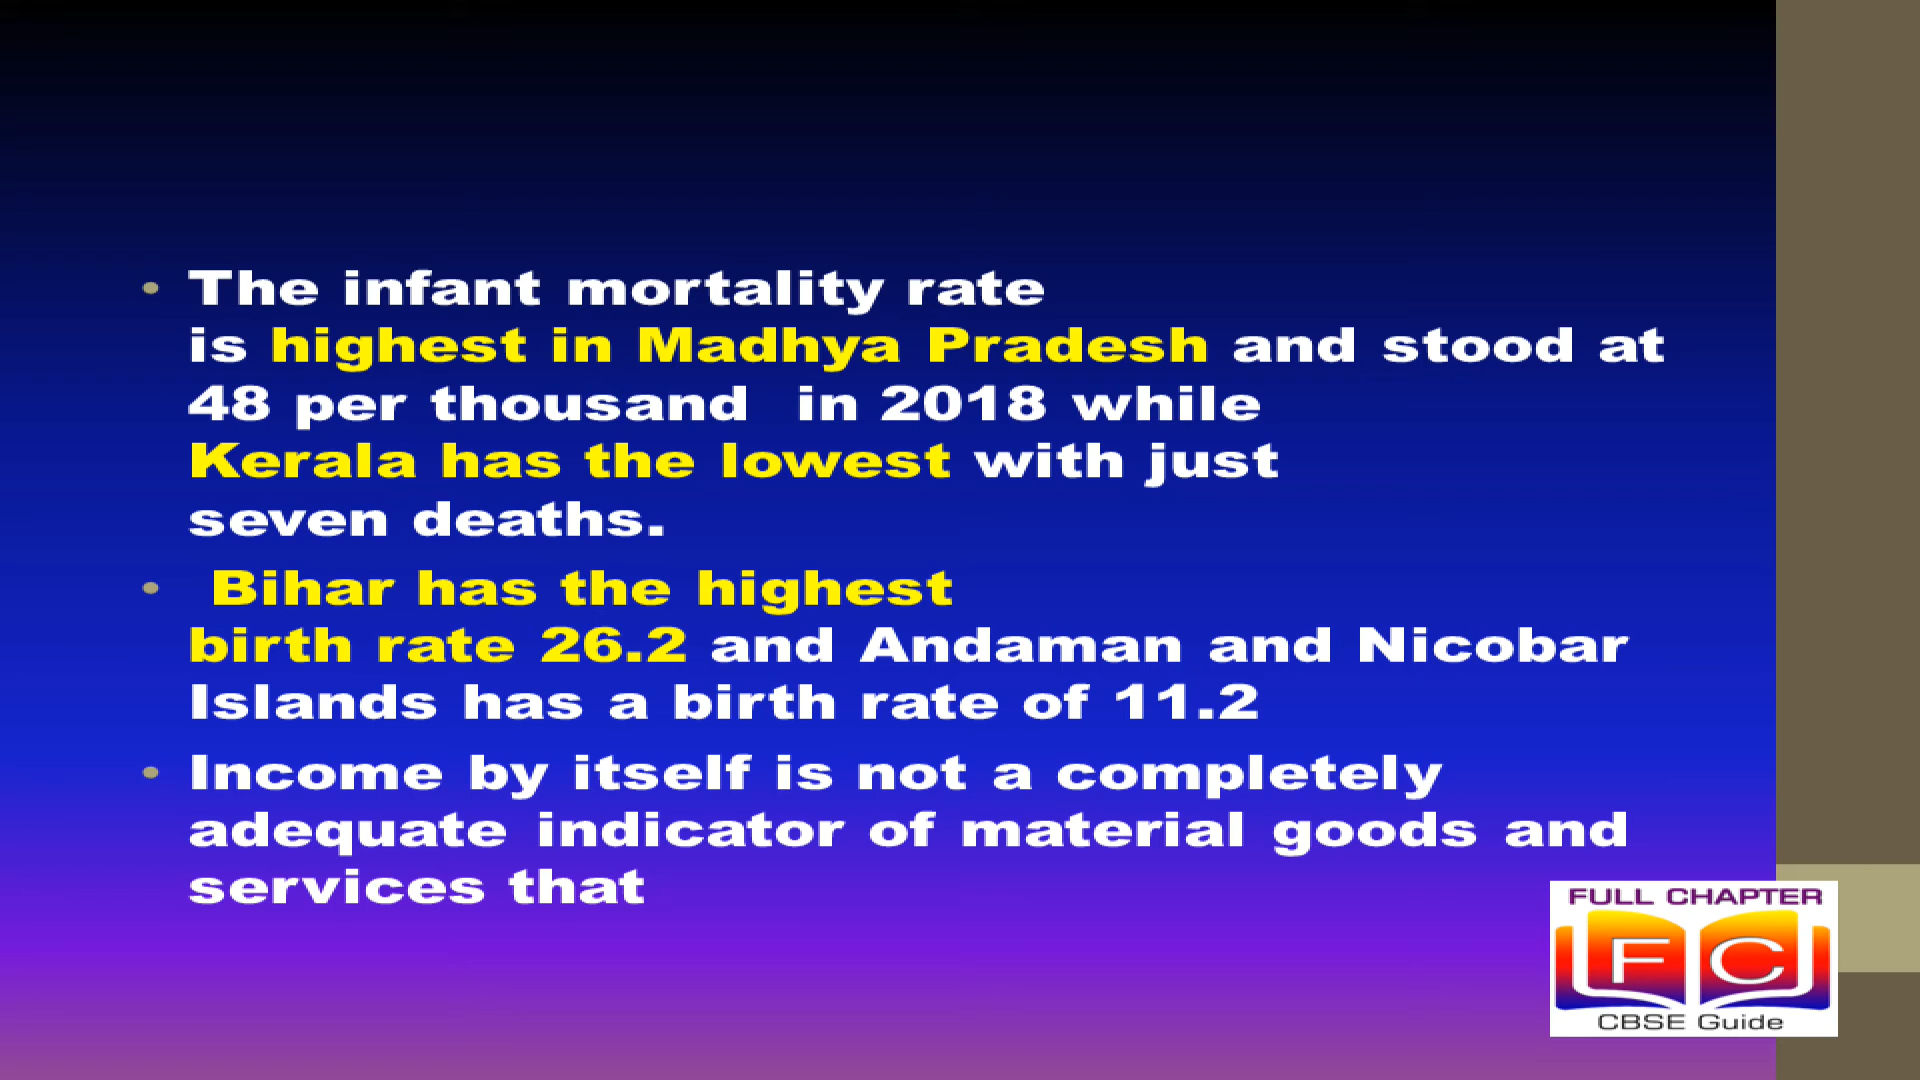 • The infant mortality rate
is highest in Madhya Pradesh and stood at
48 per thousand in 2018 while
Kerala has the lowest with just
seven deaths.
• Bihar has the highest
birth rate 26.2 and Andaman and Nicobar
Islands has a birth rate of 11.2
• Income by itself is not a completely
adequate indicator of material goods and
services that
FULL CHAPTER
FC
CBSE Guide